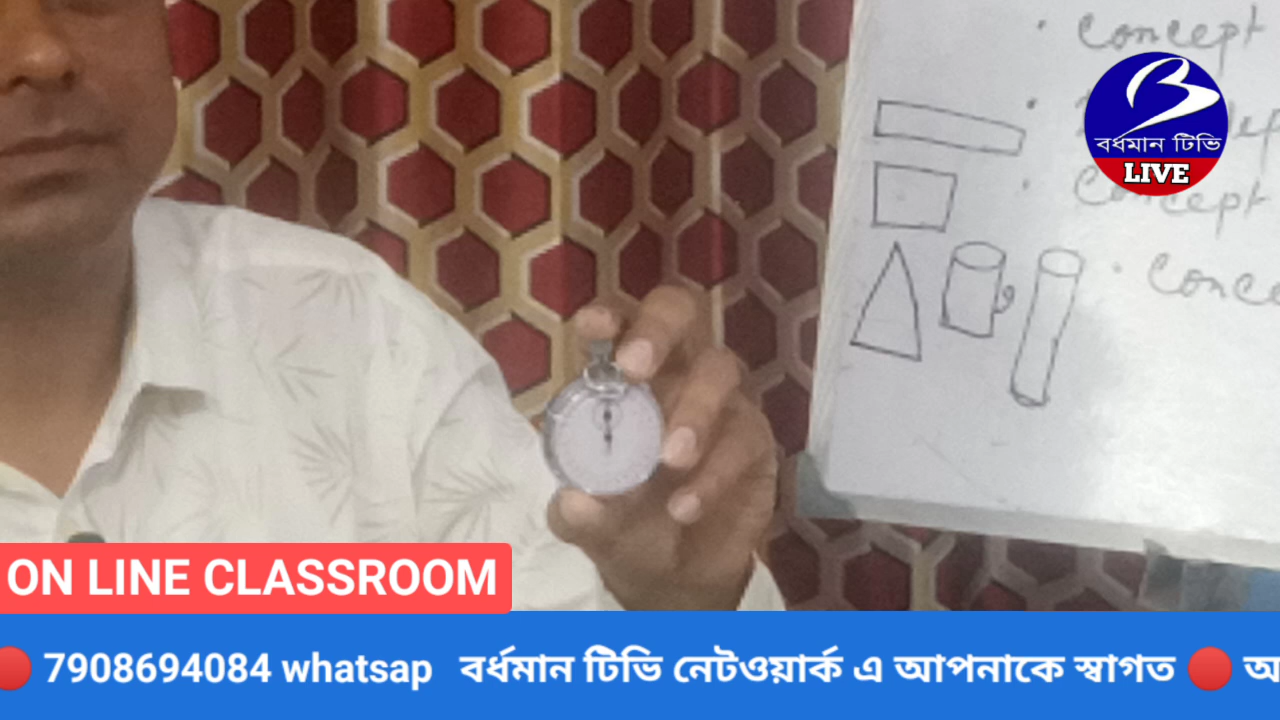 concept
বর্ধমান টিভি
LIVE
Concept
Conce
ON LINE CLASSROOM
7908694084 whatsap বর্ধমান টিভি নেটওয়ার্ক এ আপনাকে স্বাগত